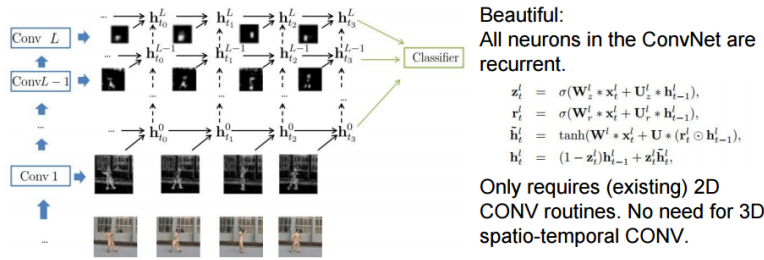 Conv L
ConvL − 1
...
Conv 1
...
... h^L_{t_0} h^L_{t_1} h^L_{t_2} h^L_{t_3}
... h^{L-1}_{t_0} h^{L-1}_{t_1} h^{L-1}_{t_2} h^{L-1}_{t_3}
... ... ... ...
... h^0_{t_0} h^0_{t_1} h^0_{t_2} h^0_{t_3}
Classifier
Beautiful:
All neurons in the ConvNet are
recurrent.
z^l_t = σ(W^l_z * x^l_t + U^l_z * h^l_{t−1}),
r^l_t = σ(W^l_r * x^l_t + U^l_r * h^l_{t−1}),
h̃^l_t = tanh(W^l * x^l_t + U * (r^l_t ⊙ h^l_{t−1}),
h^l_t = (1 − z^l_t)h^l_{t−1} + z^l_t h̃^l_t,
Only requires (existing) 2D
CONV routines. No need for 3D
spatio-temporal CONV.